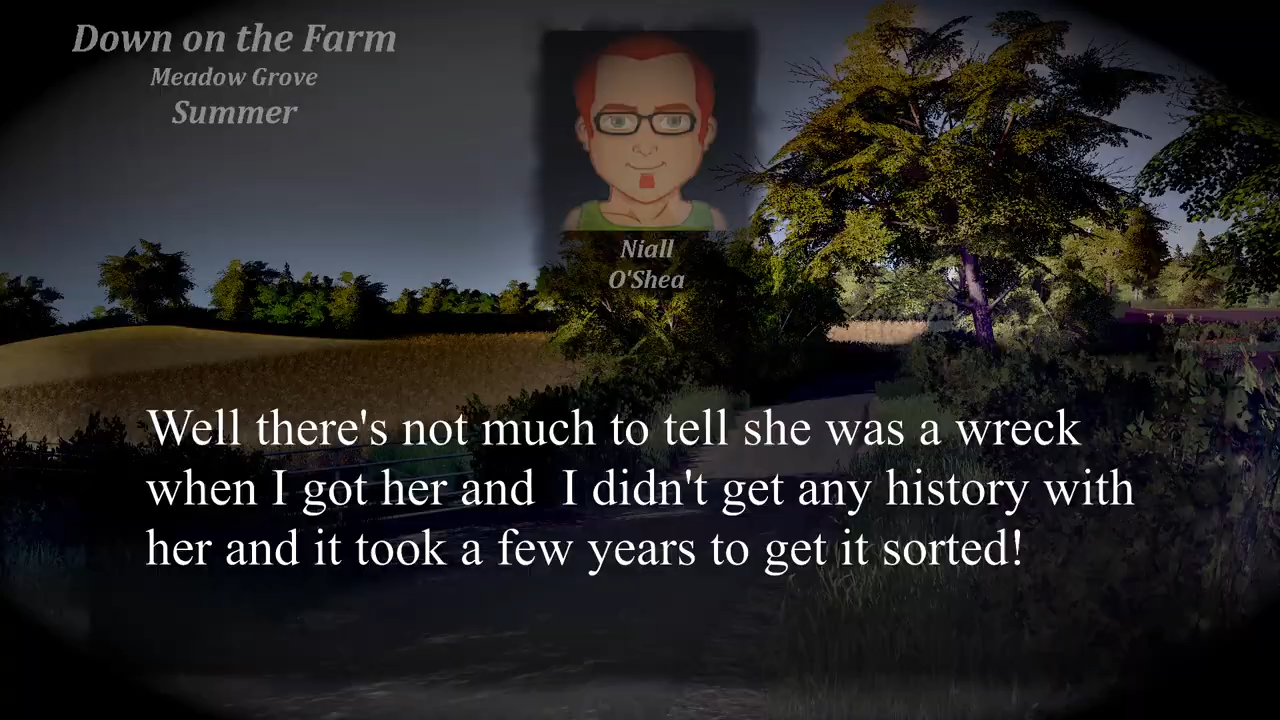 Down on the Farm
Meadow Grove
Summer
Niall
O'Shea
Well there's not much to tell she was a wreck
when I got her and  I didn't get any history with
her and it took a few years to get it sorted!